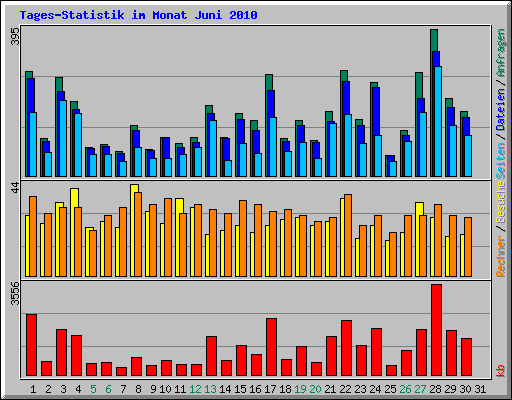 Tages-Statistik im Monat Juni 2010
395
44
3556
Rechner / Besuche Seiten / Dateien / Anfragen
kb
1 2 3 4 5 6 7 8 9 10 11 12 13 14 15 16 17 18 19 20 21 22 23 24 25 26 27 28 29 30 31